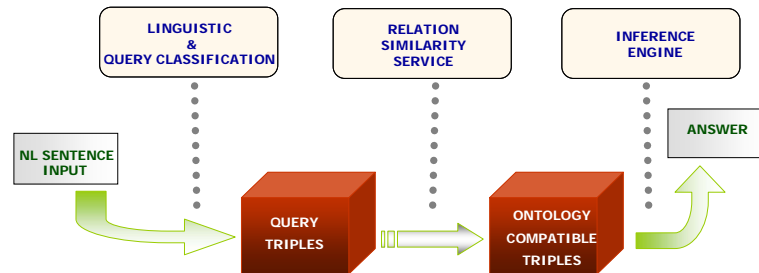 LINGUISTIC
&
QUERY CLASSIFICATION
RELATION
SIMILARITY
SERVICE
INFERENCE
ENGINE
NL SENTENCE
INPUT
QUERY
TRIPLES
ONTOLOGY
COMPATIBLE
TRIPLES
ANSWER